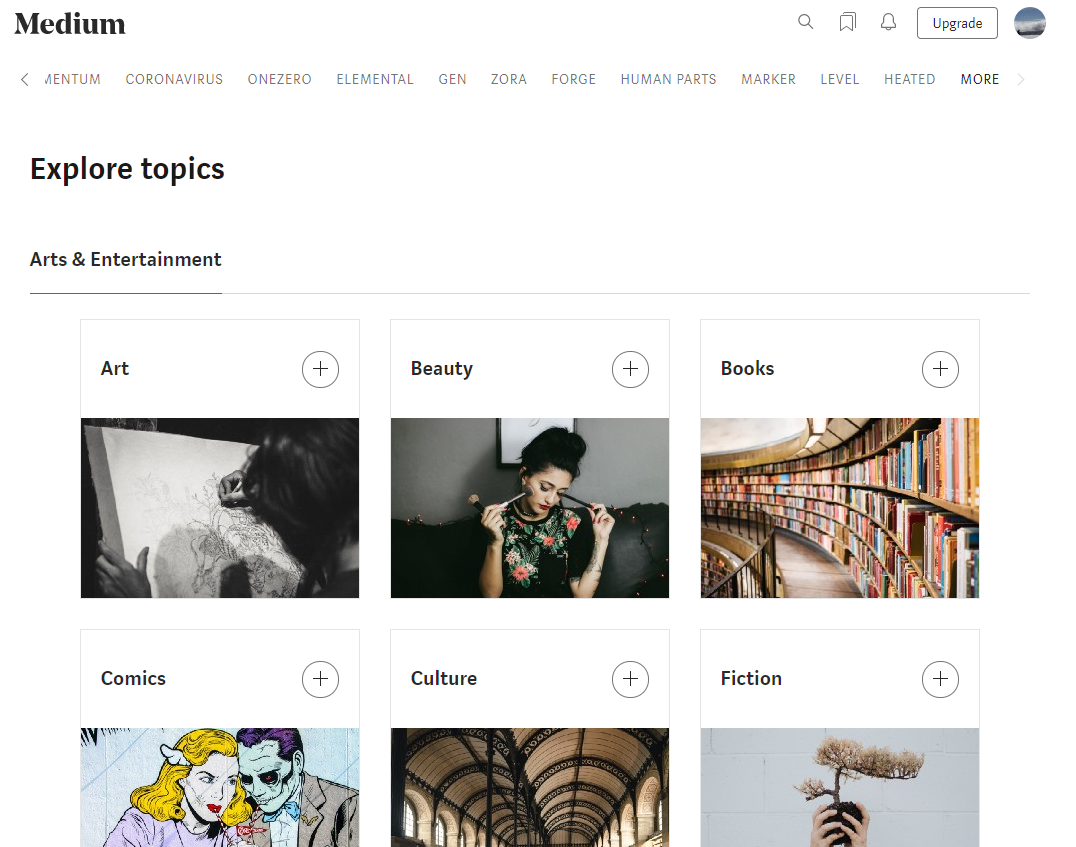 Medium
Upgrade
MENTUM CORONAVIRUS ONEZERO ELEMENTAL GEN ZORA FORGE HUMAN PARTS MARKER LEVEL HEATED MORE
Explore topics
Arts & Entertainment
Art
Beauty
Books
Comics
Culture
Fiction